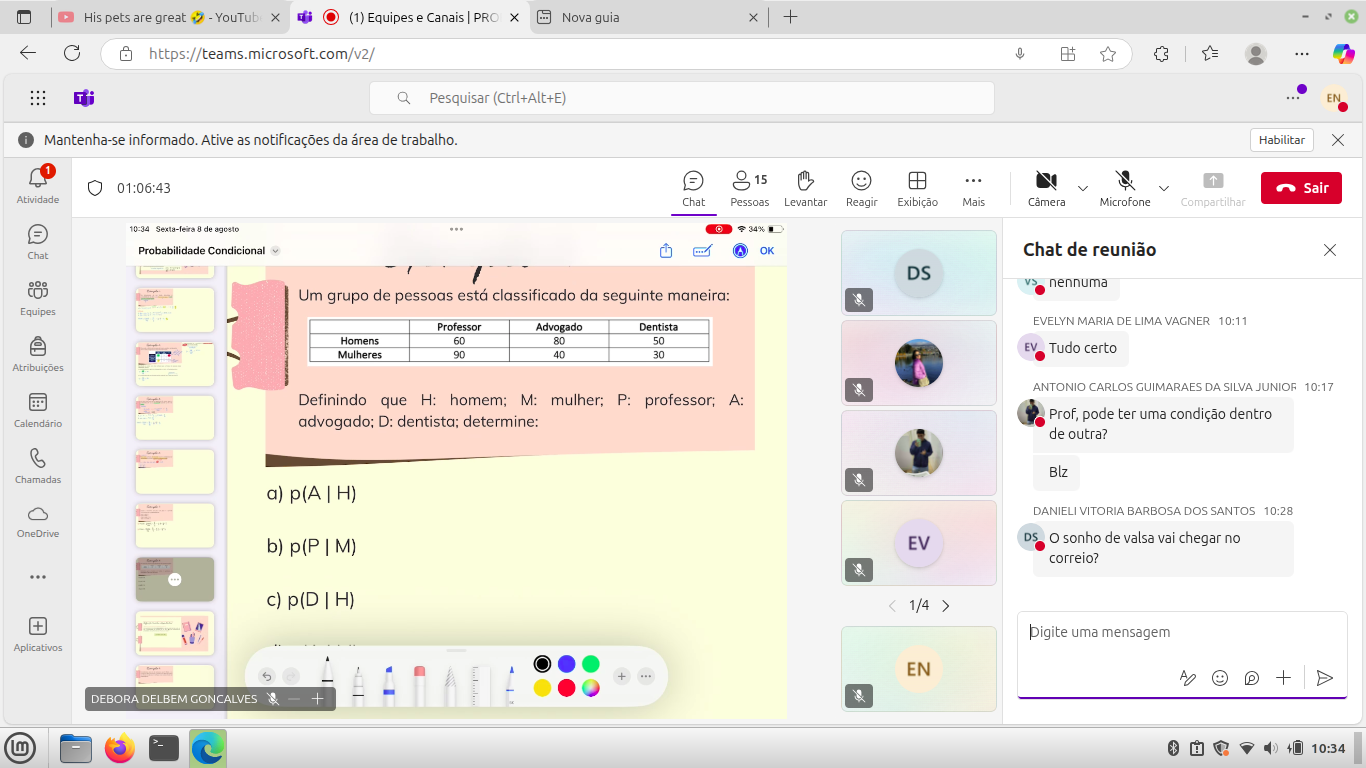 His pets are great 🤣 - YouTub
(1) Equipes e Canais | PRO
Nova guia
https://teams.microsoft.com/v2/
Pesquisar (Ctrl+Alt+E)
EN
Mantenha-se informado. Ative as notificações da área de trabalho.
Habilitar
1
Atividade
Chat
Equipes
Atribuições
Calendário
Chamadas
OneDrive
Aplicativos
01:06:43
Chat
15
Pessoas
Levantar
Reagir
Exibição
Mais
Câmera
Microfone
Compartilhar
Sair
10:34 Sexta-feira 8 de agosto
34%
Probabilidade Condicional
OK
Um grupo de pessoas está classificado da seguinte maneira:
Professor Advogado Dentista
Homens 60 80 50
Mulheres 90 40 30
Definindo que H: homem; M: mulher; P: professor; A:
advogado; D: dentista; determine:
a) p(A | H)
b) p(P | M)
c) p(D | H)
DEBORA DELBEM GONCALVES
DS
EV
1/4
EN
Chat de reunião
VS
nenhuma
EVELYN MARIA DE LIMA VAGNER 10:11
EV
Tudo certo
ANTONIO CARLOS GUIMARAES DA SILVA JUNIOR 10:17
Prof, pode ter uma condição dentro
de outra?
Blz
DANIELI VITORIA BARBOSA DOS SANTOS 10:28
DS
O sonho de valsa vai chegar no
correio?
Digite uma mensagem
10:34